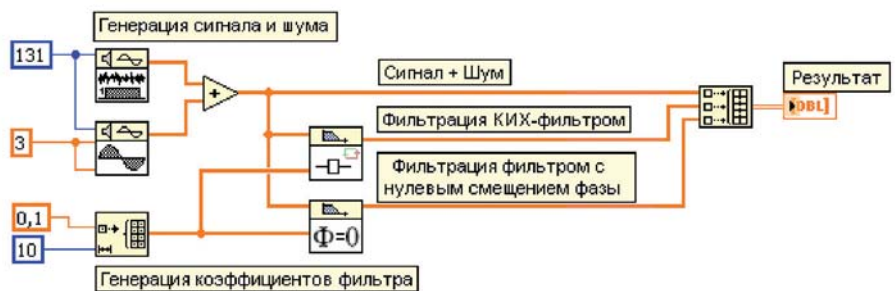 Генерация сигнала и шума
131
Сигнал + Шум
Результат
+
DBL]
Фильтрация КИХ-фильтром
3
Фильтрация фильтром с
нулевым смещением фазы
0,1
Φ=0
10
Генерация коэффициентов фильтра